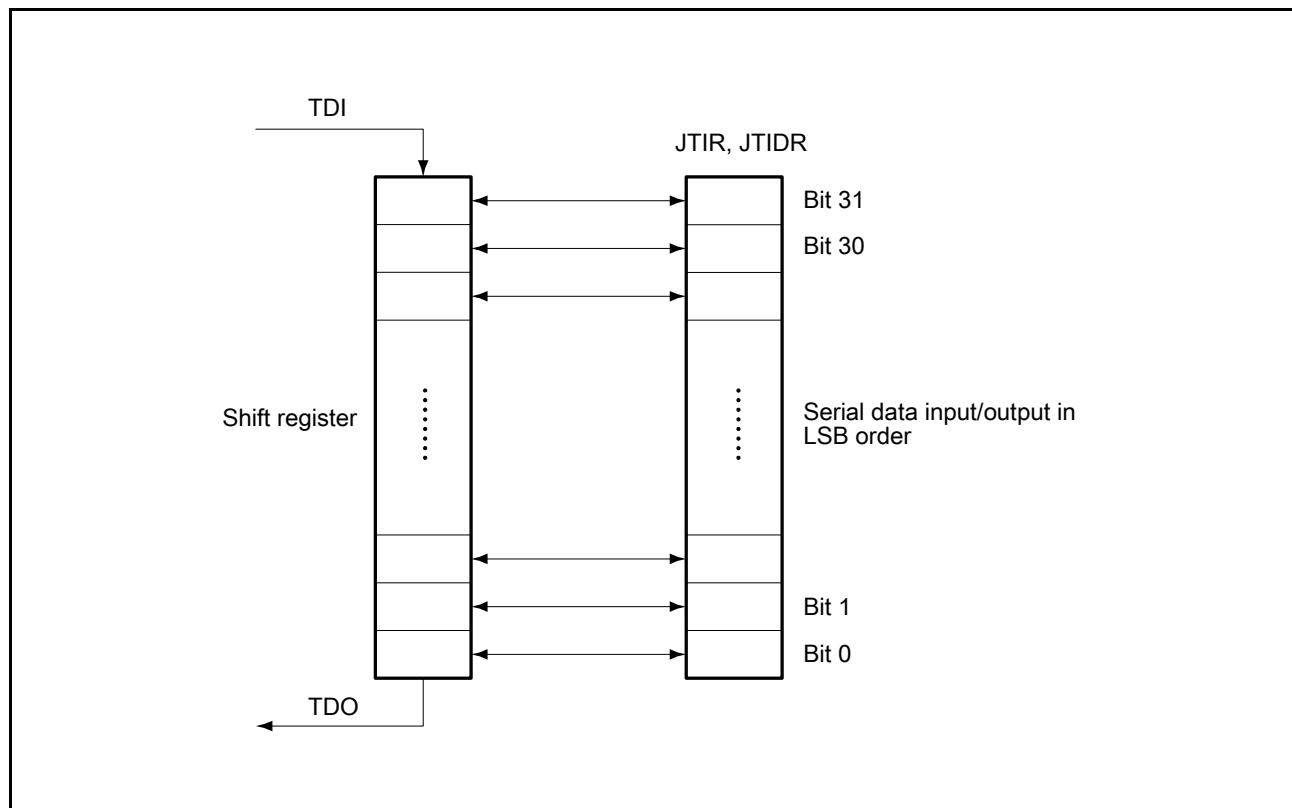 TDI
JTIR, JTIDR
Bit 31
Bit 30
Shift register
Serial data input/output in
LSB order
Bit 1
Bit 0
TDO